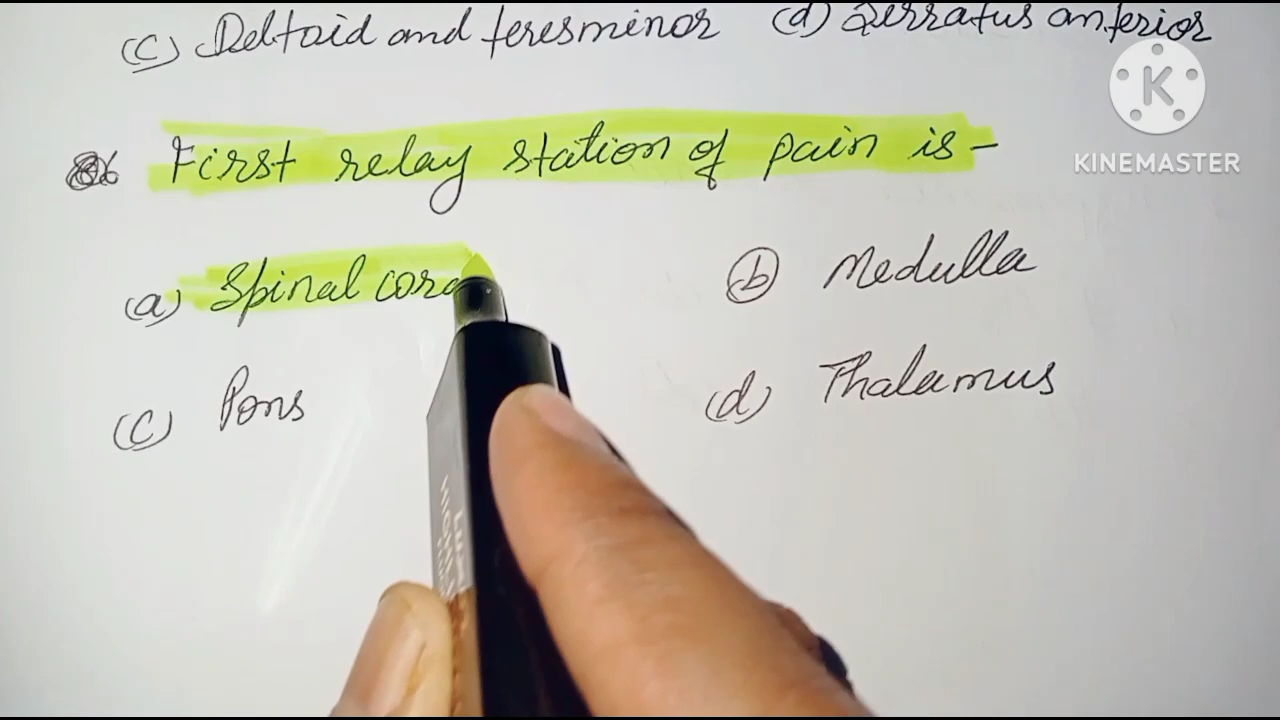 (c) Deltoid and teresminor (d) Serratus anterior
K
KINEMASTER
First relay station of pain is -
(a) Spinal cord (b) Medulla
(c) Pons (d) Thalamus